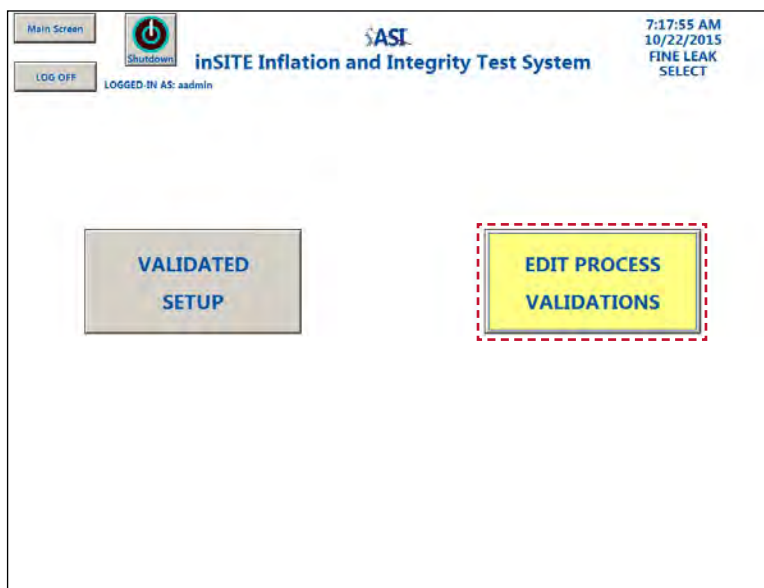 Main Screen
Shutdown
ASI
inSITE Inflation and Integrity Test System
7:17:55 AM
10/22/2015
FINE LEAK
SELECT
LOG OFF
LOGGED-IN AS: aadmin
VALIDATED
SETUP
EDIT PROCESS
VALIDATIONS